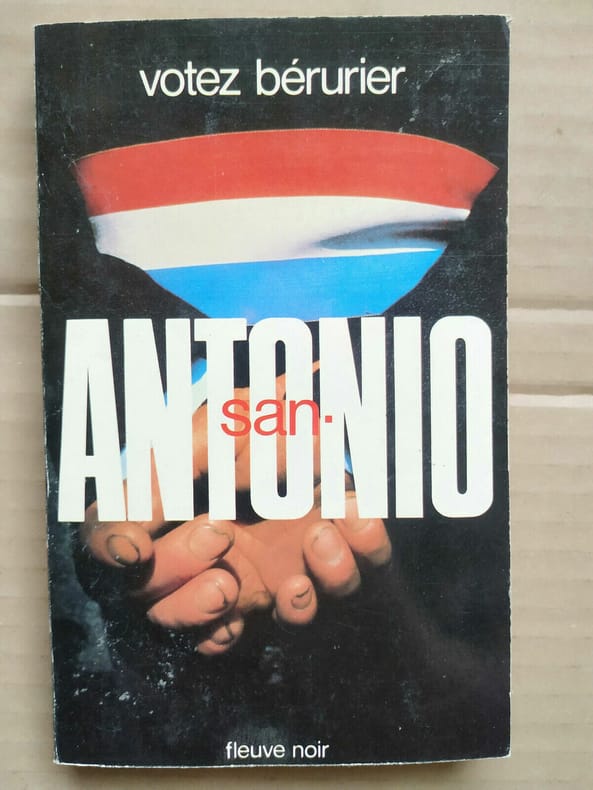 votez bérurier
san·
ANTONIO
fleuve noir